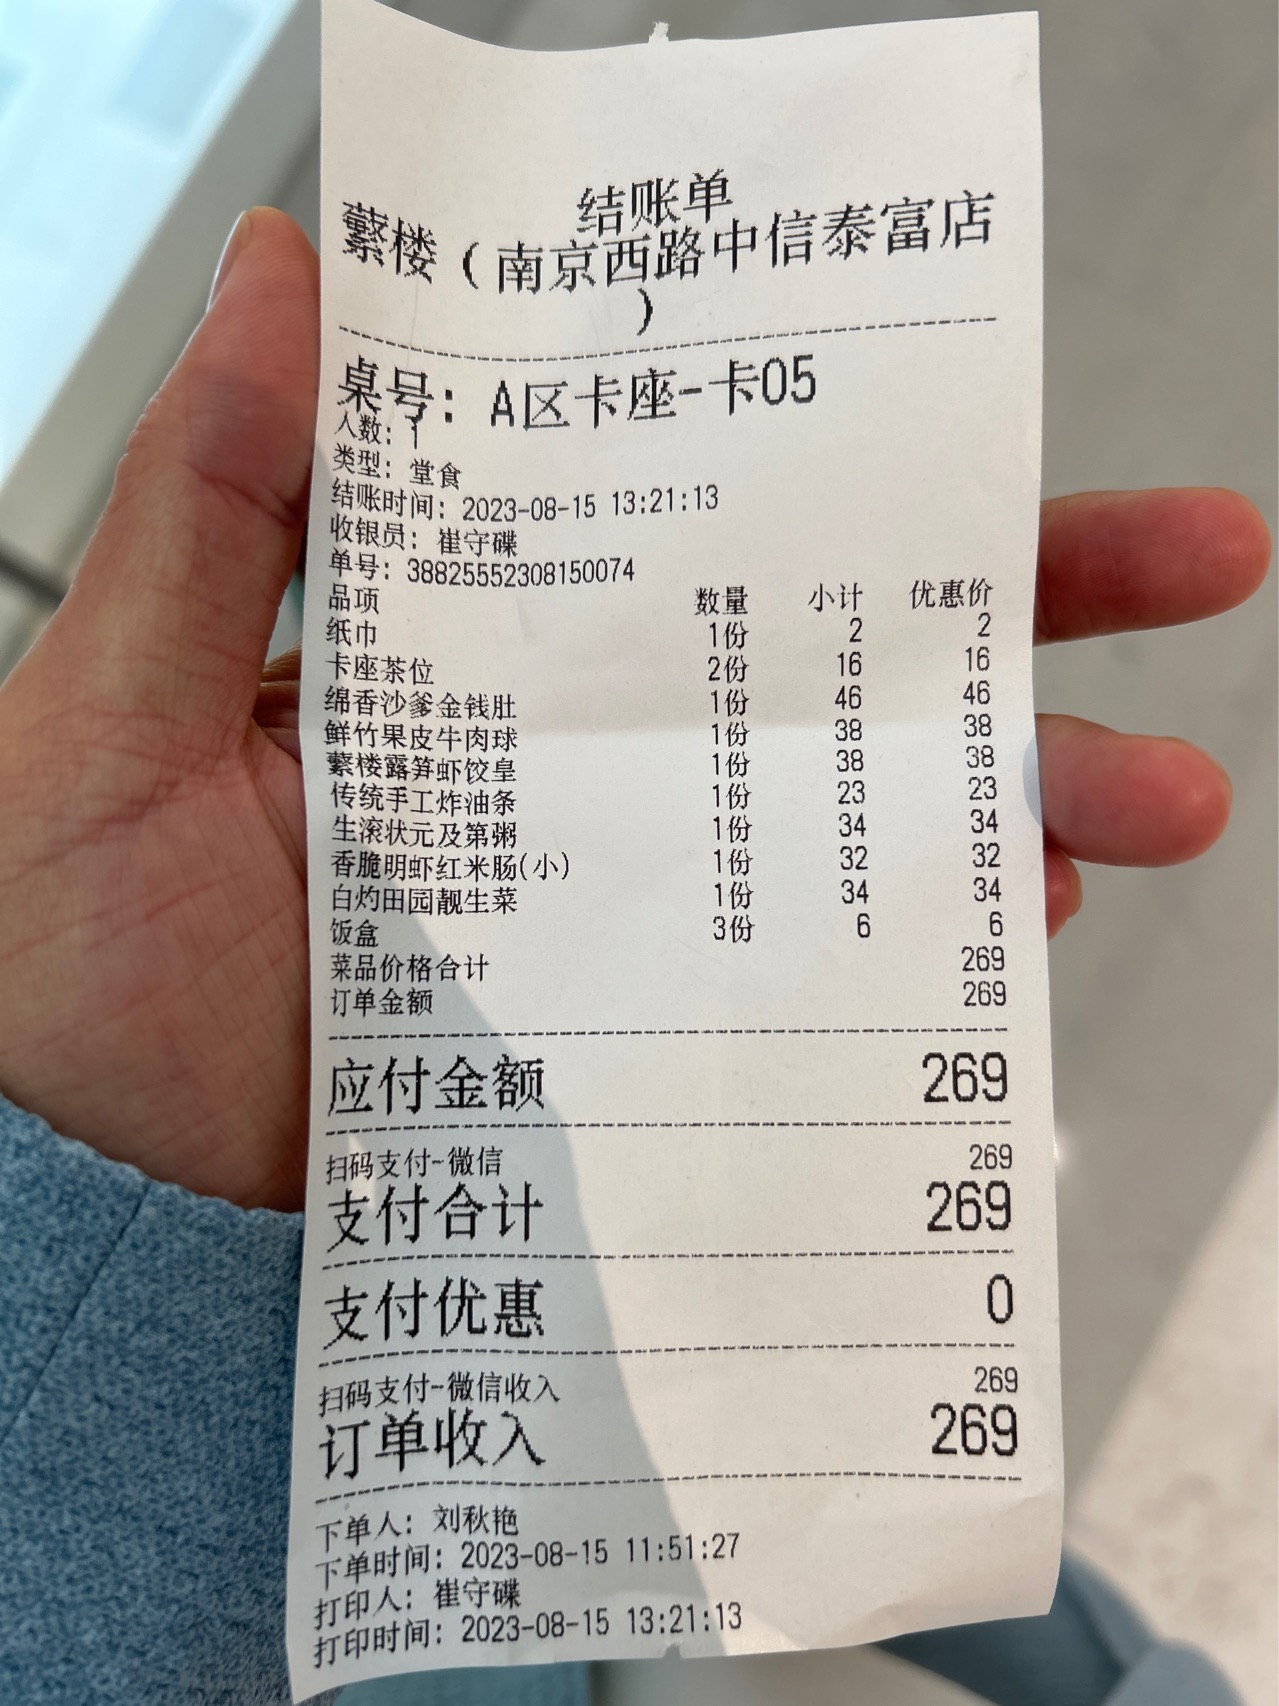 结账单
蘩楼（南京西路中信泰富店
）
桌号：A区卡座-卡05
人数：1
类型：堂食
结账时间：2023-08-15 13:21:13
收银员：崔守碟
单号：38825552308150074
品项 数量 小计 优惠价
纸巾 1份 2 2
卡座茶位 2份 16 16
绵香沙爹金钱肚 1份 46 46
鲜竹果皮牛肉球 1份 38 38
蘩楼露笋虾饺皇 1份 38 38
传统手工炸油条 1份 23 23
生滚状元及第粥 1份 34 34
香脆明虾红米肠(小) 1份 32 32
白灼田园靓生菜 1份 34 34
饭盒 3份 6 6
菜品价格合计 269
订单金额 269
应付金额 269
扫码支付-微信 269
支付合计 269
支付优惠 0
扫码支付-微信收入 269
订单收入 269
下单人：刘秋艳
下单时间：2023-08-15 11:51:27
打印人：崔守碟
打印时间：2023-08-15 13:21:13